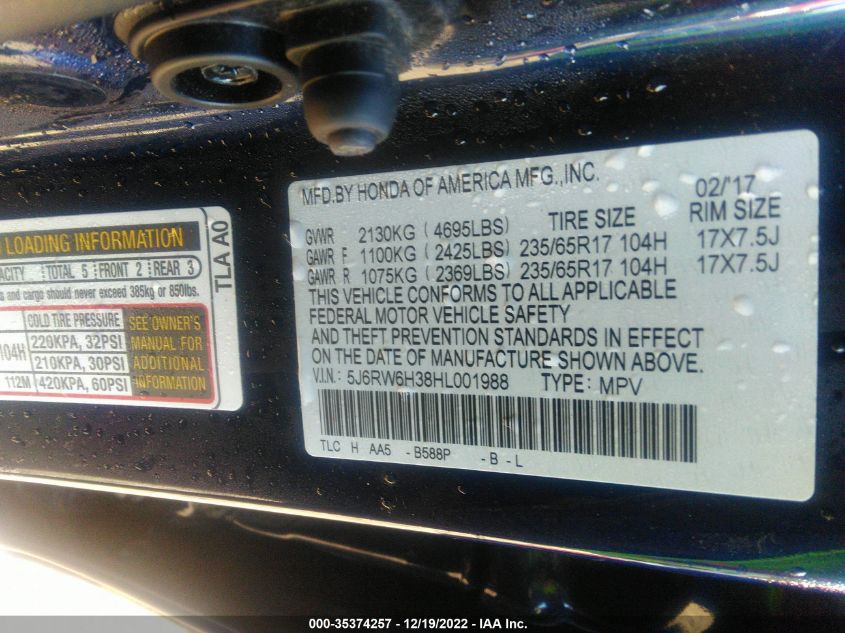 LOADING INFORMATION
TOTAL 5 FRONT 2 REAR 3
and cargo should never exceed 385kg or 850lbs.
COLD TIRE PRESSURE SEE OWNER'S MANUAL FOR ADDITIONAL INFORMATION
104H 220KPA, 32PSI
210KPA, 30PSI
112M 420KPA, 60PSI
TLA A0
MFD.BY HONDA OF AMERICA MFG.,INC. 02/'17
GVWR 2130KG (4695LBS) TIRE SIZE RIM SIZE
GAWR F 1100KG (2425LBS) 235/65R17 104H 17X7.5J
GAWR R 1075KG (2369LBS) 235/65R17 104H 17X7.5J
THIS VEHICLE CONFORMS TO ALL APPLICABLE
FEDERAL MOTOR VEHICLE SAFETY
AND THEFT PREVENTION STANDARDS IN EFFECT
ON THE DATE OF MANUFACTURE SHOWN ABOVE.
V.I.N.: 5J6RW6H38HL001988 TYPE: MPV
TLC H AA5 - B588P - B - L
000-35374257 - 12/19/2022 - IAA Inc.